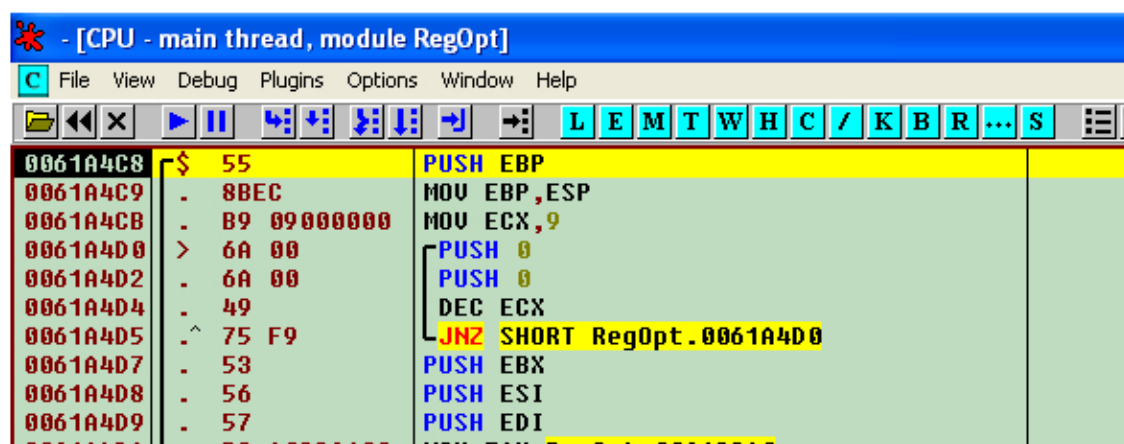 - [CPU - main thread, module RegOpt]
C File View Debug Plugins Options Window Help
L E M T W H C / K B R ... S
0061A4C8 $ 55 PUSH EBP
0061A4C9 . 8BEC MOV EBP,ESP
0061A4CB . B9 09000000 MOV ECX,9
0061A4D0 > 6A 00 PUSH 0
0061A4D2 . 6A 00 PUSH 0
0061A4D4 . 49 DEC ECX
0061A4D5 .^ 75 F9 JNZ SHORT RegOpt.0061A4D0
0061A4D7 . 53 PUSH EBX
0061A4D8 . 56 PUSH ESI
0061A4D9 . 57 PUSH EDI